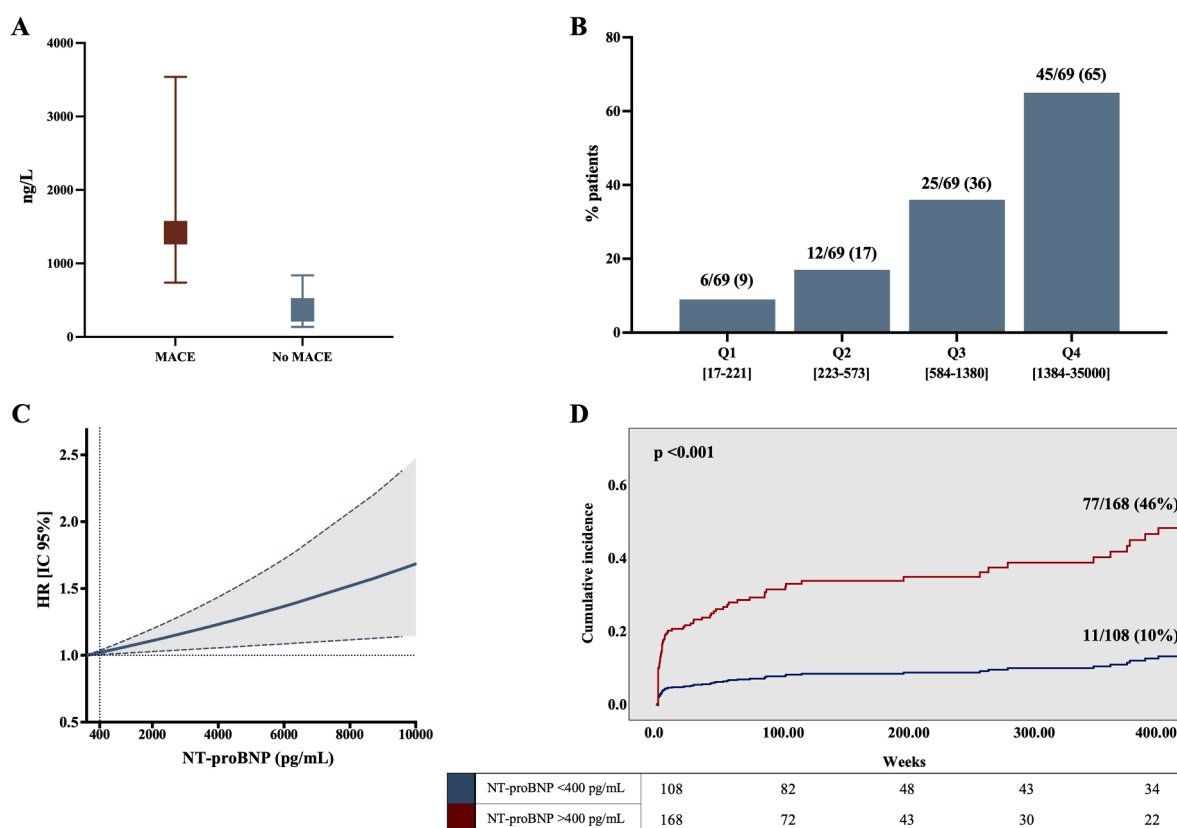 A
ng/L
4000
3000
2000
1000
0
MACE
No MACE
B
% patients
80
60
40
20
0
6/69 (9)
12/69 (17)
25/69 (36)
45/69 (65)
Q1
[17-221]
Q2
[223-573]
Q3
[584-1380]
Q4
[1384-35000]
C
HR [IC 95%]
2.5
2.0
1.5
1.0
0.5
400
2000
4000
6000
8000
10000
NT-proBNP (pg/mL)
D
p <0.001
Cumulative incidence
0.6
0.4
0.2
0.0
77/168 (46%)
11/108 (10%)
0.0
100.00
200.00
300.00
400.00
Weeks
NT-proBNP <400 pg/mL 108 82 48 43 34
NT-proBNP >400 pg/mL 168 72 43 30 22